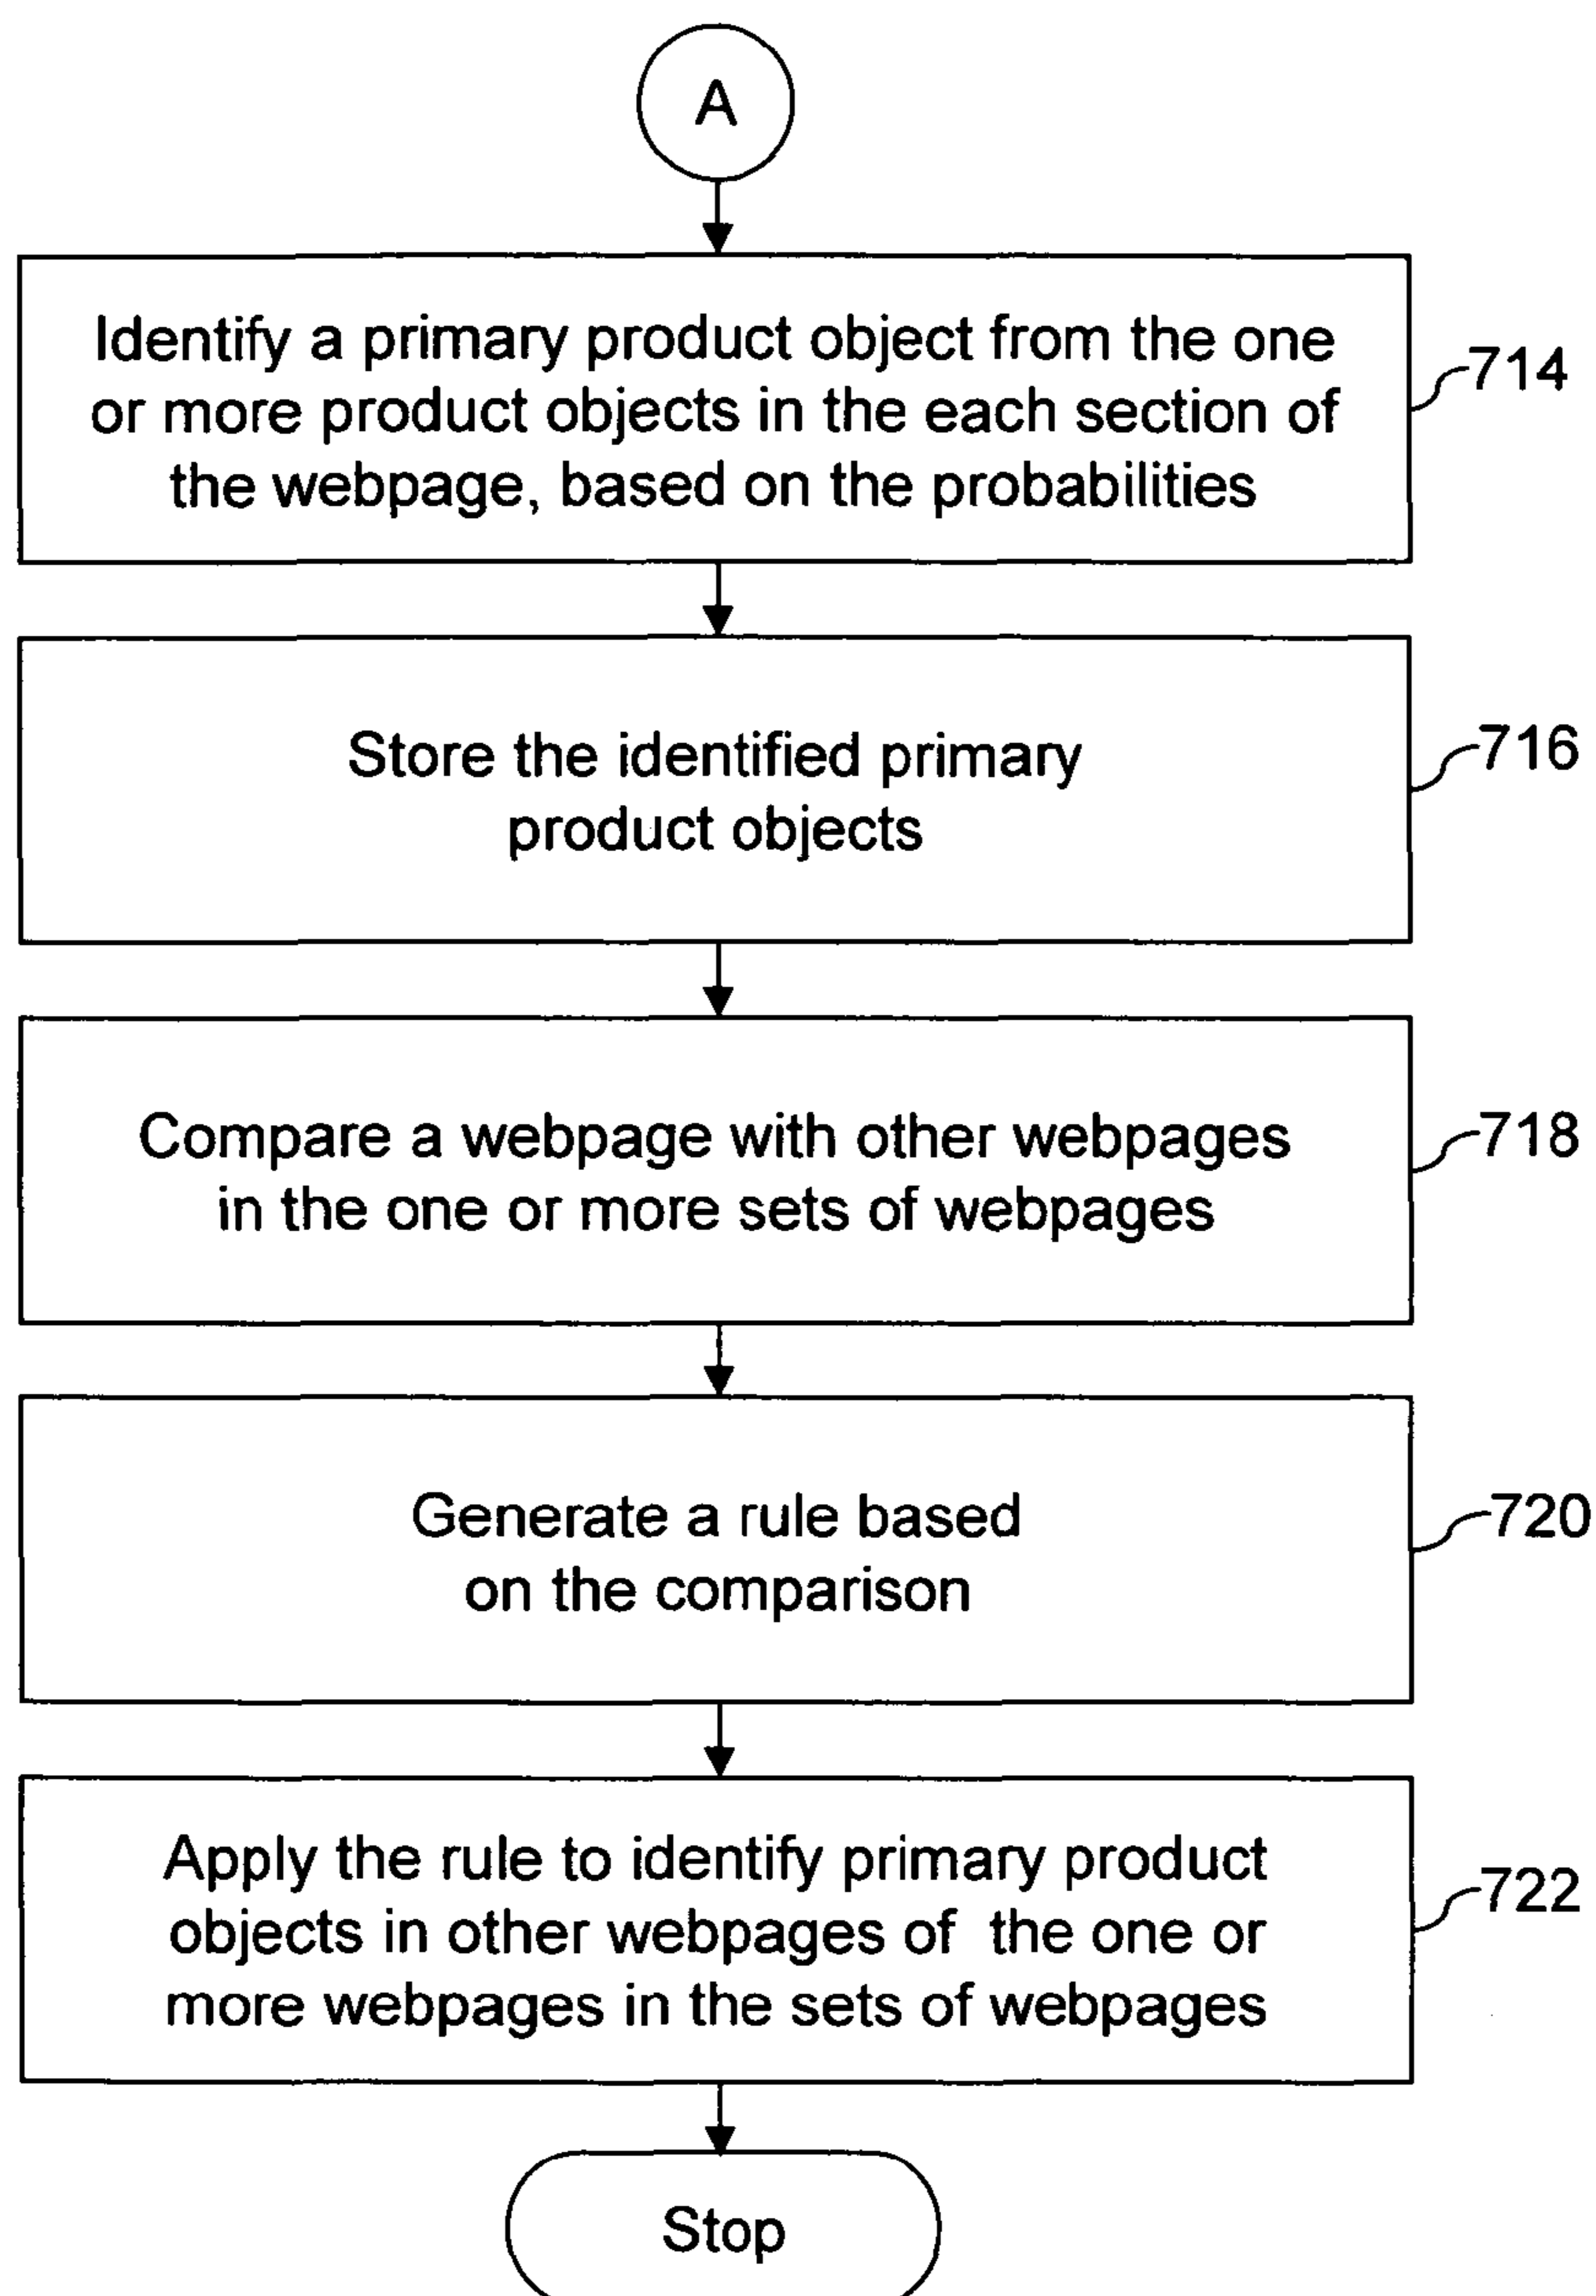 A
Identify a primary product object from the one
or more product objects in the each section of
the webpage, based on the probabilities
714
Store the identified primary
product objects
716
Compare a webpage with other webpages
in the one or more sets of webpages
718
Generate a rule based
on the comparison
720
Apply the rule to identify primary product
objects in other webpages of the one or
more webpages in the sets of webpages
722
Stop